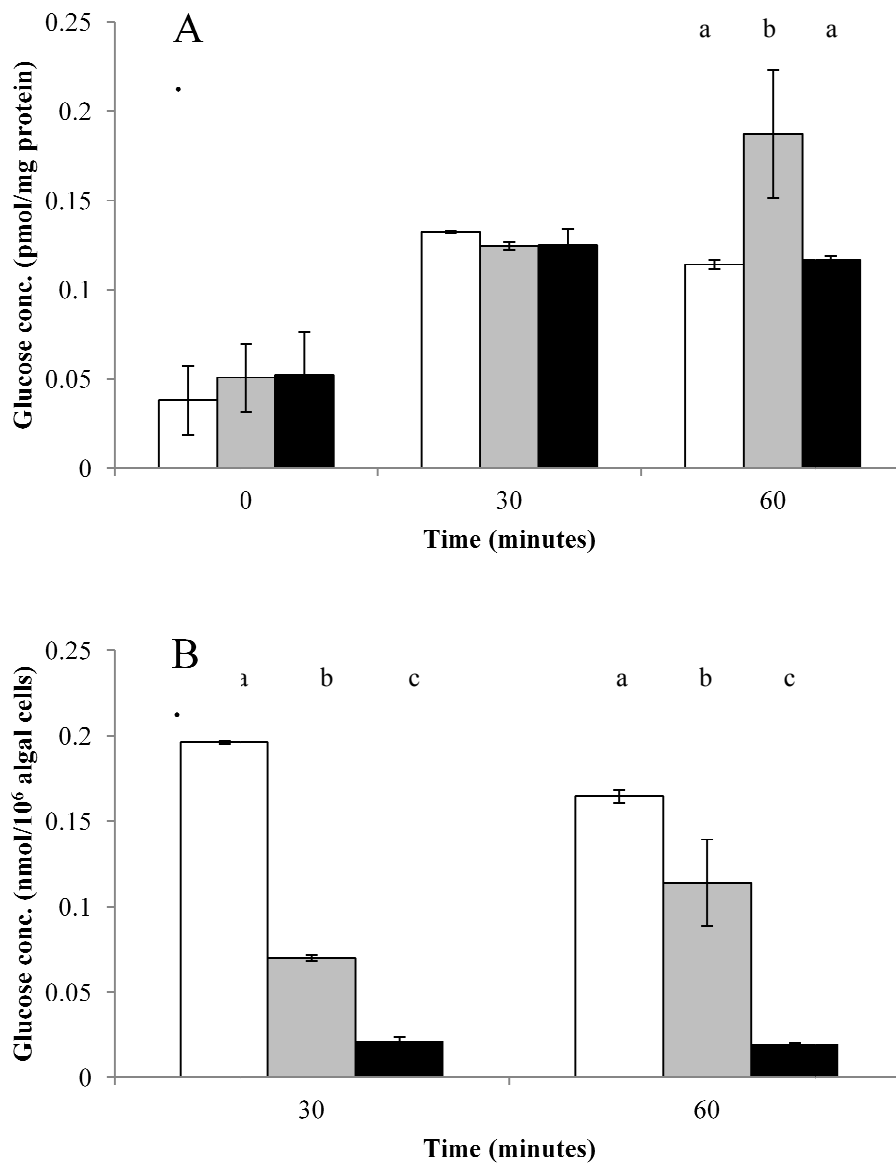 A
a b a
0.25
0.2
0.15
0.1
0.05
0
Glucose conc. (pmol/mg protein)
0 30 60
Time (minutes)
B
a b c a b c
0.25
0.2
0.15
0.1
0.05
0
Glucose conc. (nmol/10⁶ algal cells)
30 60
Time (minutes)